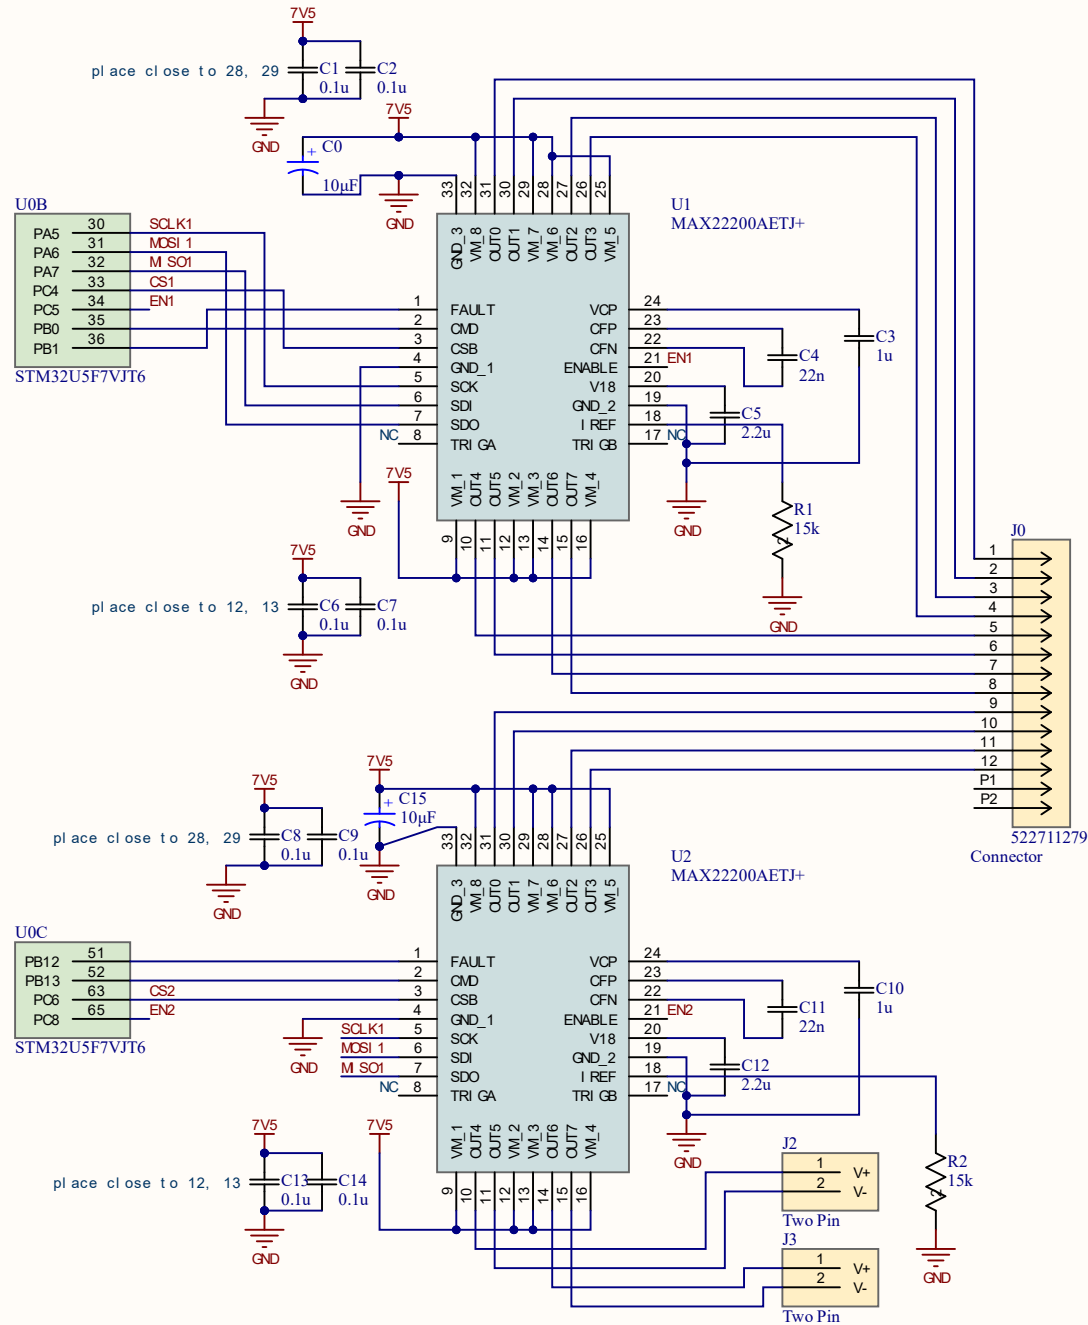 7V5
place close to 28, 29
C1
0.1u
C2
0.1u
GND
7V5
C0
+
10µF
GND
33 32 31 30 29 28 27 26 25
GND_3 VM_8 OUT0 OUT1 VM_7 VM_6 OUT2 OUT3 VM_5
U1
MAX22200AETJ+
U0B
PA5 30 SCLK1
PA6 31 MOSI1
PA7 32 MISO1
PC4 33 CS1
PC5 34 EN1
PB0 35
PB1 36
STM32U5F7VJT6
1 FAULT VCP 24
2 CMD CFP 23
3 CSB CFN 22
4 GND_1 ENABLE 21 EN1
5 SCK V18 20
6 SDI GND_2 19
7 SDO IREF 18
NC 8 TRIGA TRIGB 17 NC
C3
1u
C4
22n
C5
2.2u
VM_1 OUT4 OUT5 VM_2 VM_3 OUT6 OUT7 VM_4
9 10 11 12 13 14 15 16
7V5
GND
GND
R1
15k
2
GND
7V5
place close to 12, 13
C6
0.1u
C7
0.1u
GND
J0
1
2
3
4
5
6
7
8
9
10
11
12
P1
P2
522711279
Connector
7V5
C15
+
10µF
GND
7V5
place close to 28, 29
C8
0.1u
C9
0.1u
GND
33 32 31 30 29 28 27 26 25
GND_3 VM_8 OUT0 OUT1 VM_7 VM_6 OUT2 OUT3 VM_5
U2
MAX22200AETJ+
U0C
PB12 51
PB13 52
PC6 63 CS2
PC8 65 EN2
STM32U5F7VJT6
1 FAULT VCP 24
2 CMD CFP 23
3 CSB CFN 22
4 GND_1 ENABLE 21 EN2
SCLK1 5 SCK V18 20
MOSI1 6 SDI GND_2 19
MISO1 7 SDO IREF 18
NC 8 TRIGA TRIGB 17 NC
GND
C10
1u
C11
22n
C12
2.2u
VM_1 OUT4 OUT5 VM_2 VM_3 OUT6 OUT7 VM_4
9 10 11 12 13 14 15 16
GND
7V5
7V5
place close to 12, 13
C13
0.1u
C14
0.1u
GND
J2
1 V+
2 V-
Two Pin
J3
1 V+
2 V-
Two Pin
R2
15k
2
GND